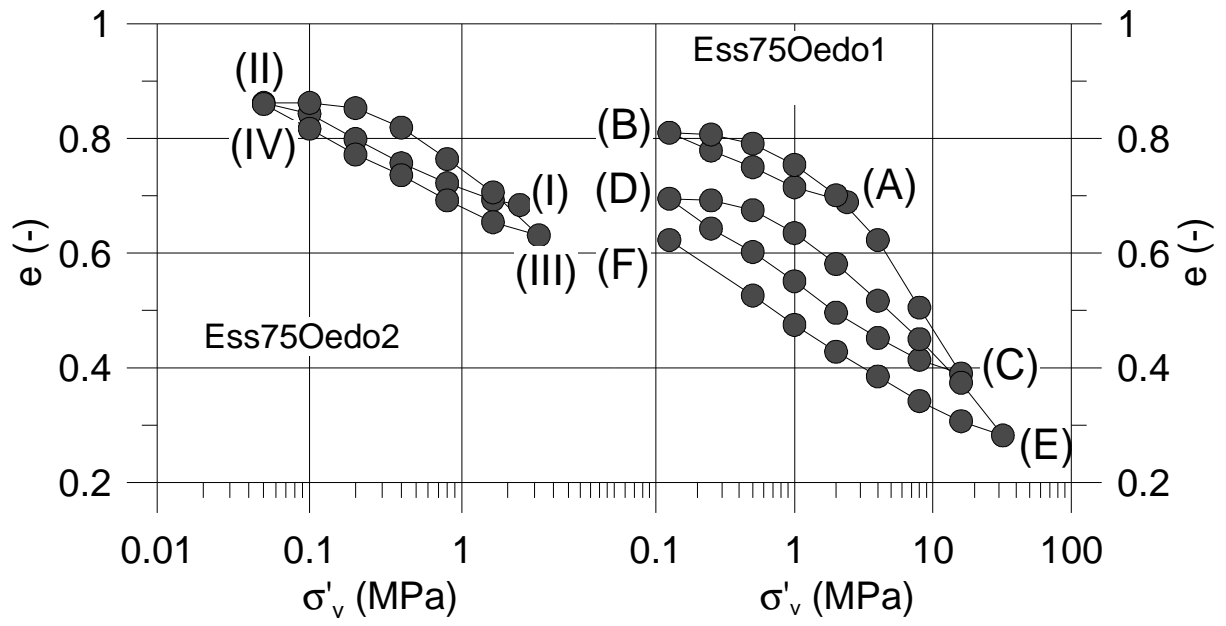 1
1
Ess75Oedo1
(II)
0.8
(B)
0.8
(IV)
(D)
(I)
(A)
0.6
(F)
0.6
(III)
e (-)
e (-)
Ess75Oedo2
0.4
(C)
0.4
(E)
0.2
0.2
0.01
0.1
1
0.1
1
10
100
σ'v (MPa)
σ'v (MPa)